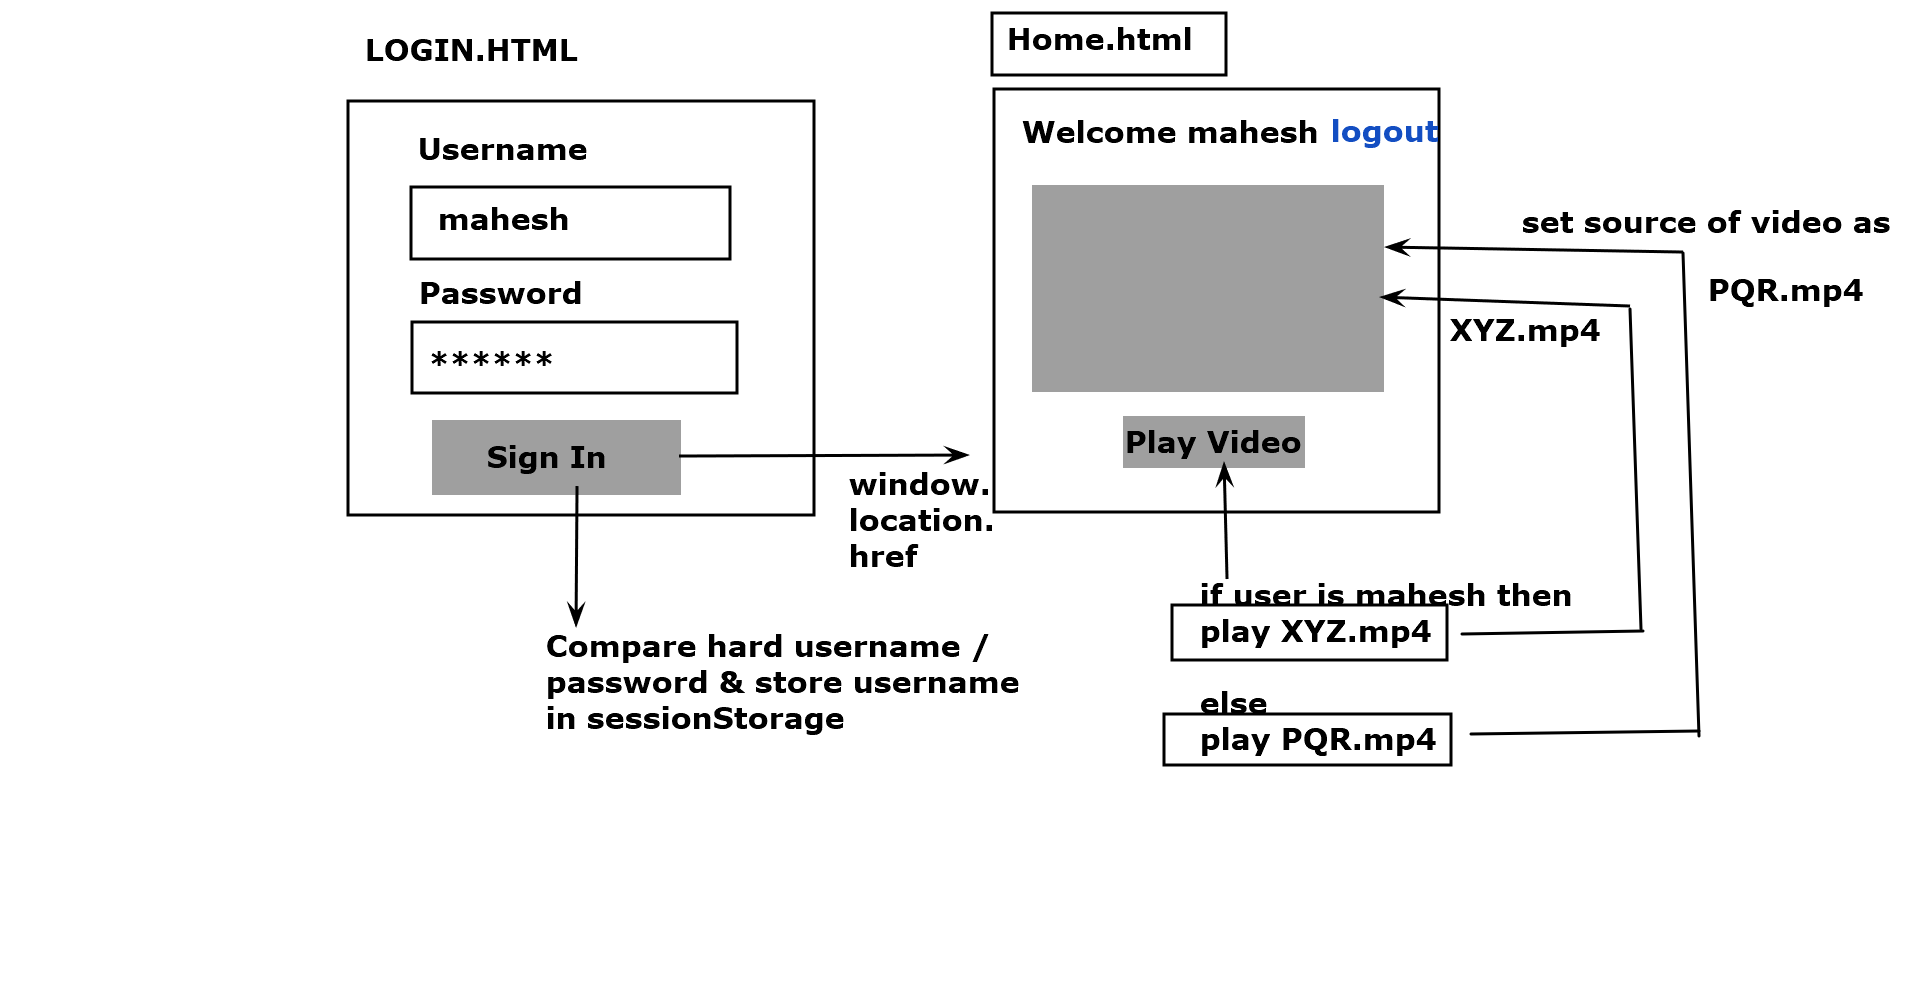 LOGIN.HTML
Username
mahesh
Password
******
Sign In
window.
location.
href
Compare hard username /
password & store username
in sessionStorage
Home.html
Welcome mahesh logout
Play Video
set source of video as
PQR.mp4
XYZ.mp4
if user is mahesh then
play XYZ.mp4
else
play PQR.mp4